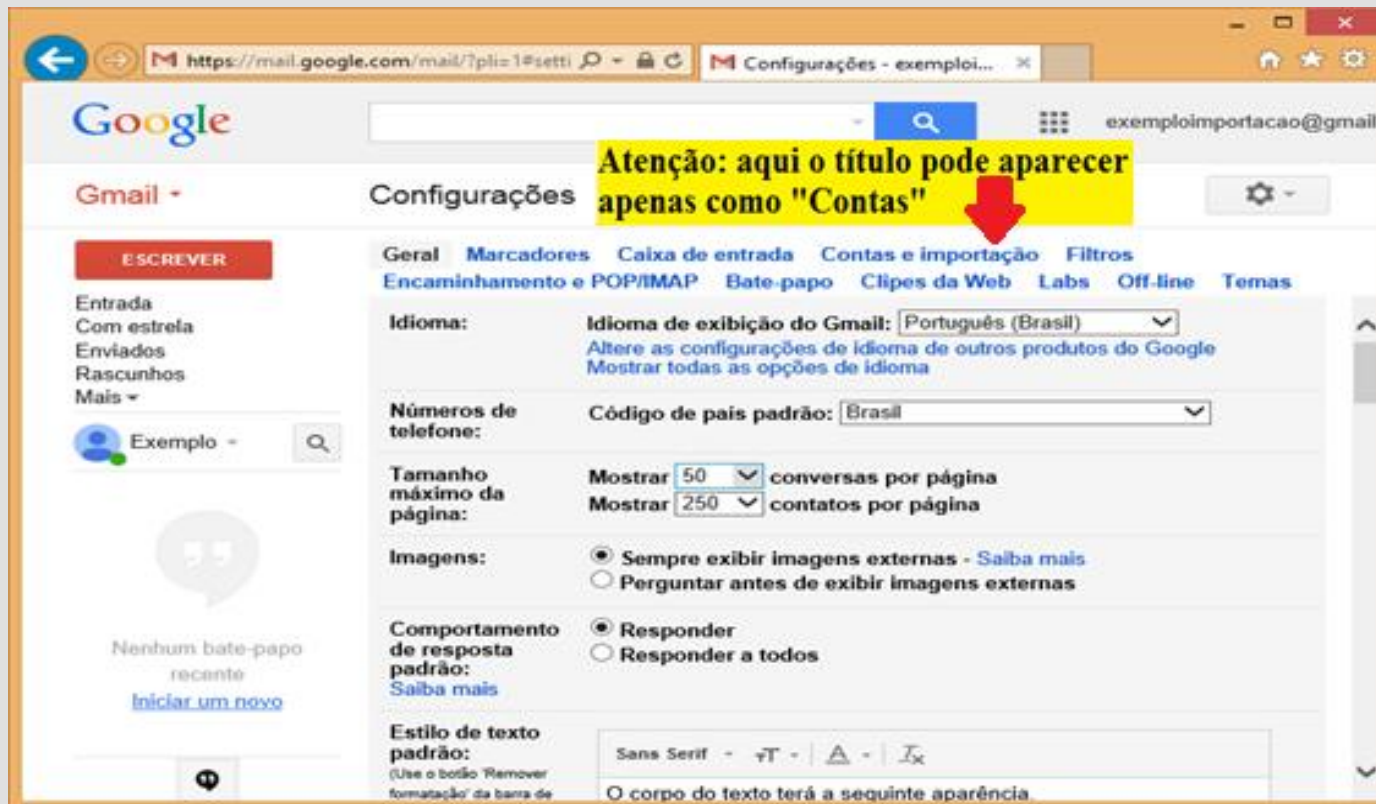 https://mail.google.com/mail/?pli=1#setti
Configurações - exemploi...
Google
exemploimportacao@gmail
Atenção: aqui o título pode aparecer
apenas como "Contas"
Gmail
Configurações
ESCREVER
Entrada
Com estrela
Enviados
Rascunhos
Mais
Exemplo
Nenhum bate-papo
recente
Iniciar um novo
Geral Marcadores Caixa de entrada Contas e importação Filtros
Encaminhamento e POP/IMAP Bate-papo Clipes da Web Labs Off-line Temas
Idioma: Idioma de exibição do Gmail: Português (Brasil)
Altere as configurações de idioma de outros produtos do Google
Mostrar todas as opções de idioma
Números de
telefone:
Código de país padrão: Brasil
Tamanho
máximo da
página:
Mostrar 50 conversas por página
Mostrar 250 contatos por página
Imagens: Sempre exibir imagens externas - Saiba mais
Perguntar antes de exibir imagens externas
Comportamento
de resposta
padrão:
Saiba mais
Responder
Responder a todos
Estilo de texto
padrão:
(Use o botão 'Remover
formatação' da barra de
Sans Serif
O corpo do texto terá a seguinte aparência.